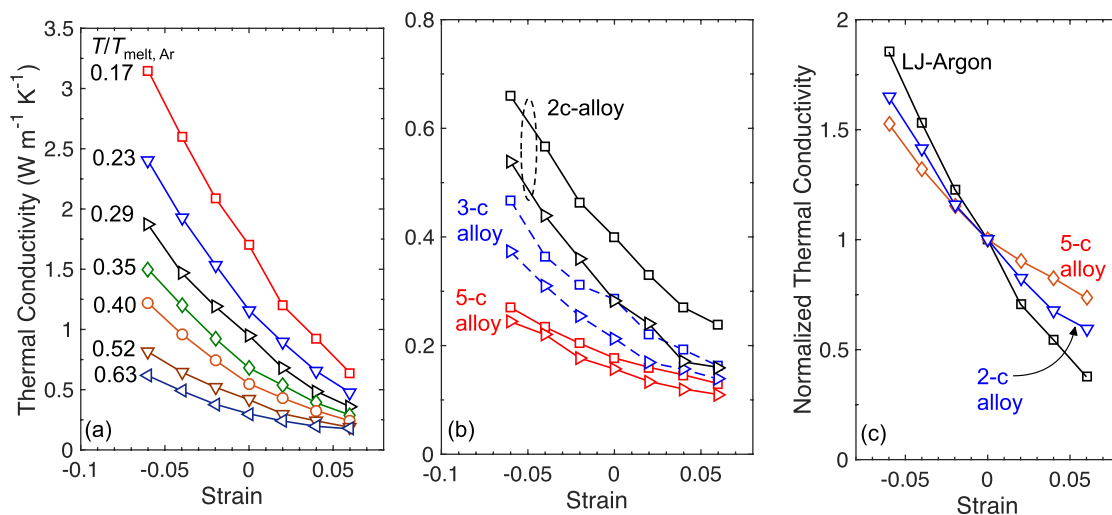 Thermal Conductivity (W m⁻¹ K⁻¹)
3.5
3
2.5
2
1.5
1
0.5
0
T/T_melt, Ar
0.17
0.23
0.29
0.35
0.40
0.52
0.63
(a)
-0.1 -0.05 0 0.05
Strain
0.8
0.6
0.4
0.2
0
2c-alloy
3-c
alloy
5-c
alloy
(b)
-0.1 -0.05 0 0.05
Strain
Normalized Thermal Conductivity
2
1.5
1
0.5
0
LJ-Argon
5-c
alloy
2-c
alloy
(c)
-0.05 0 0.05
Strain